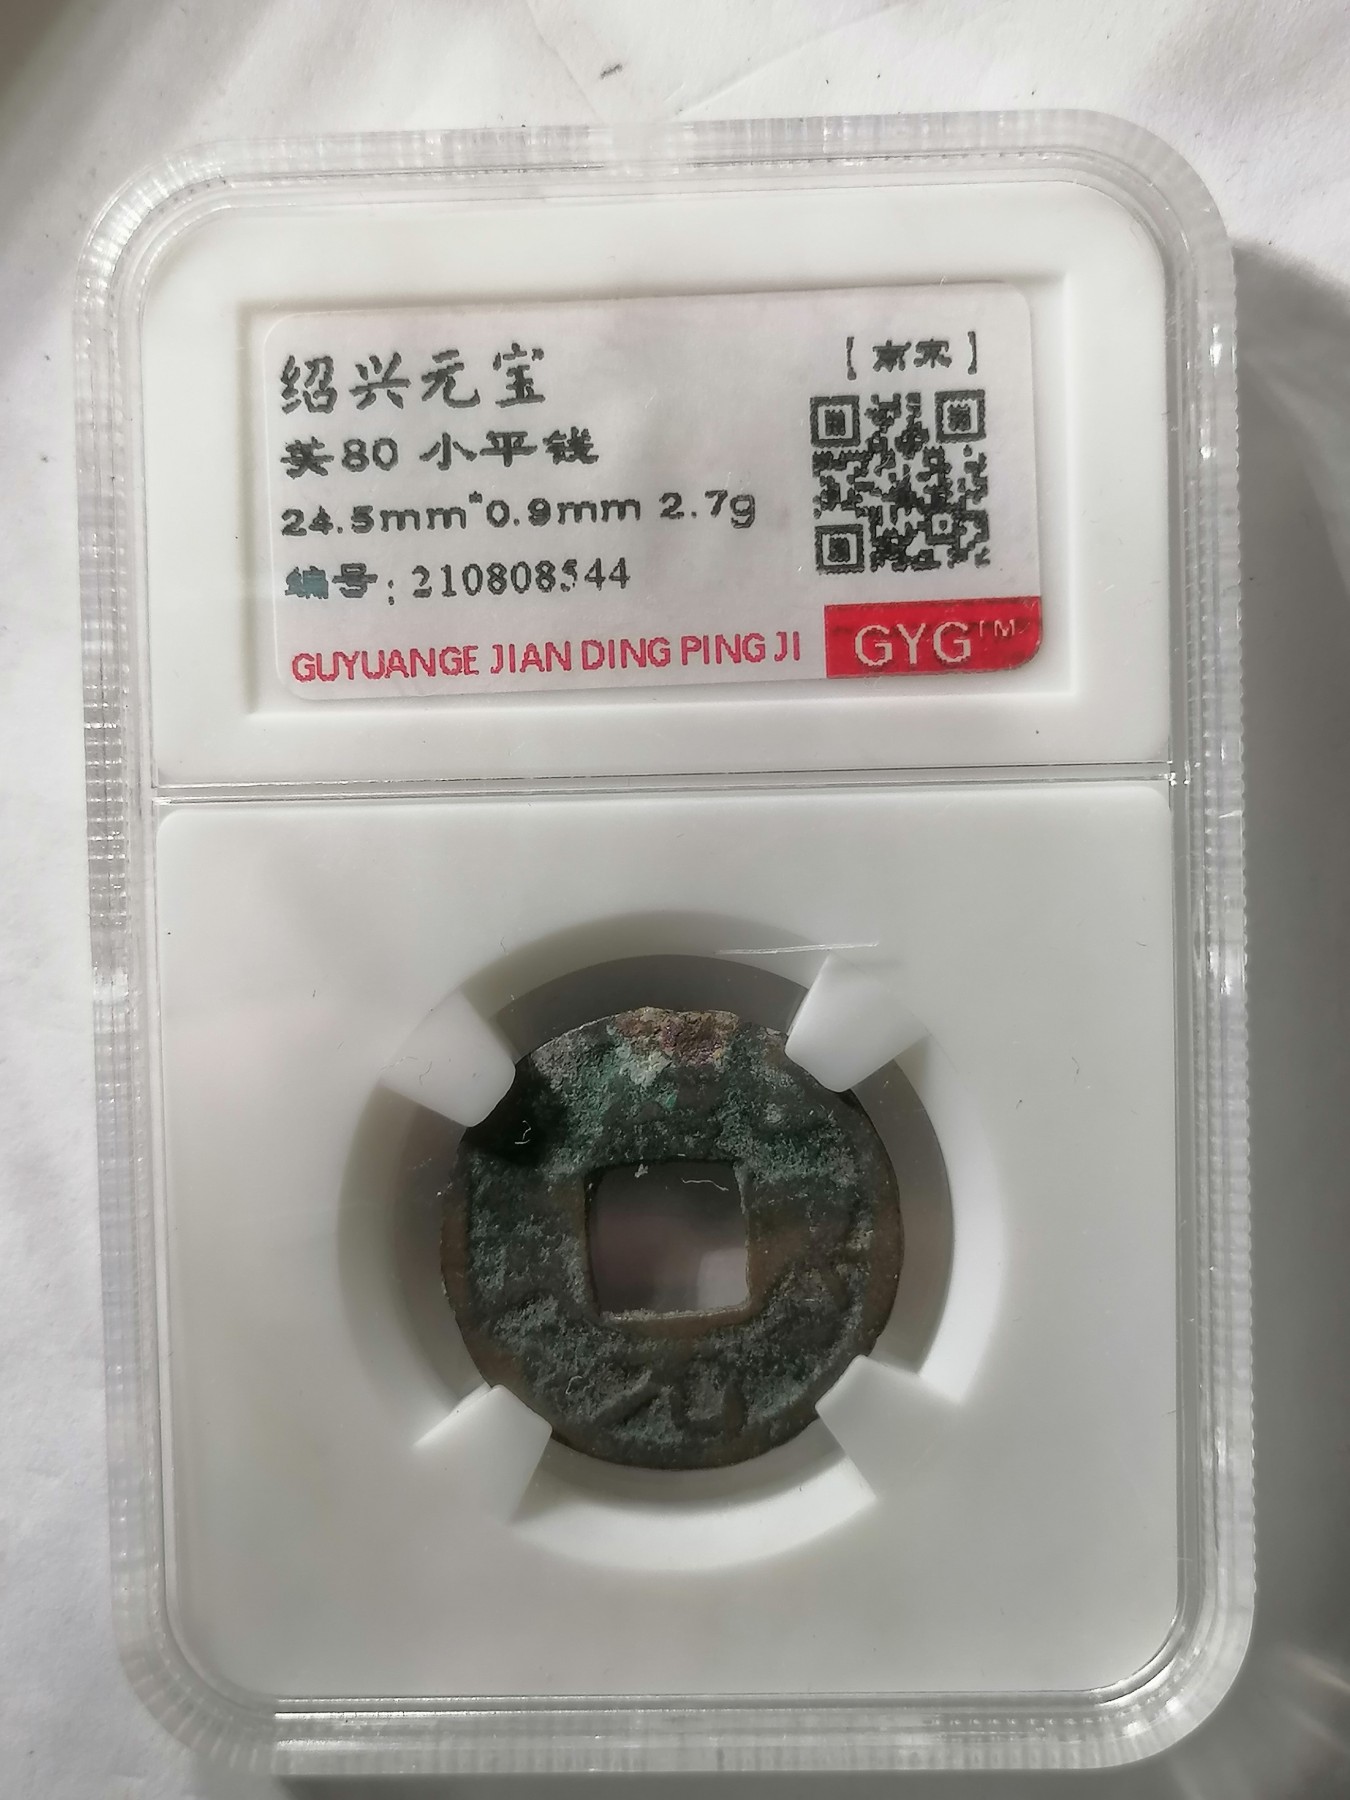 绍兴元宝
【南宋】
美80 小平钱
24.5mm*0.9mm 2.7g
编号: 210808544
GUYUANGE JIAN DING PING JI
GYG™
元